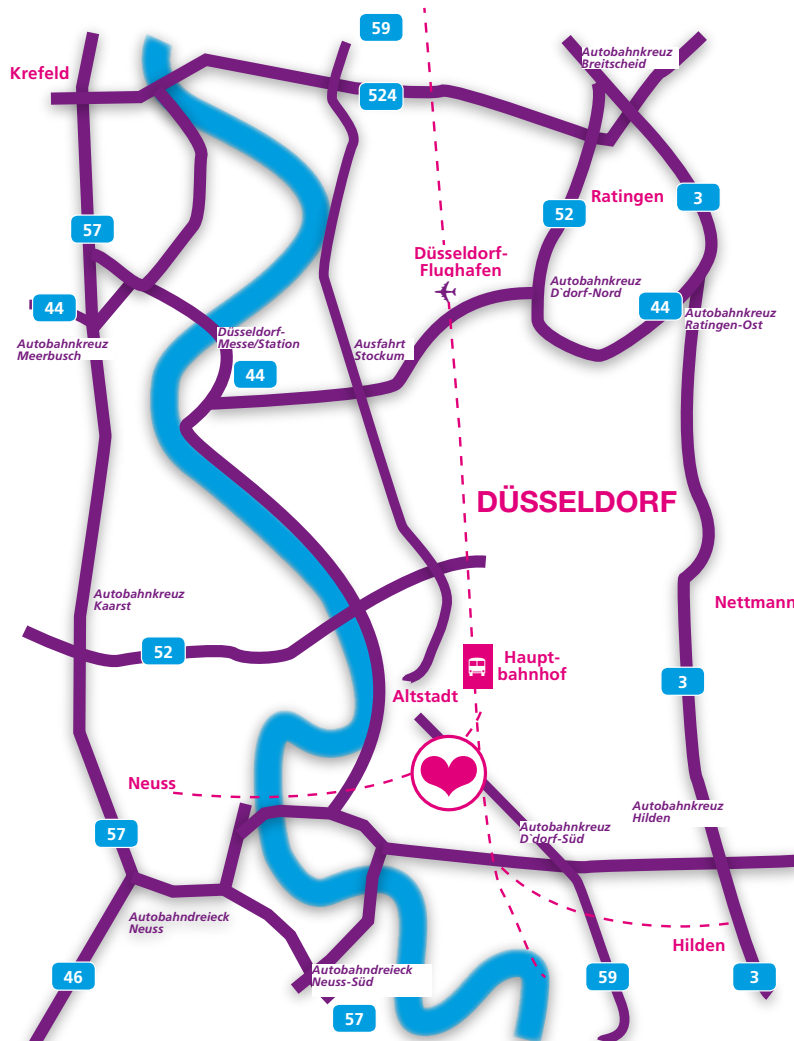 59
Autobahnkreuz
Breitscheid
Krefeld
524
Ratingen
3
52
57
Düsseldorf-
Flughafen
Autobahnkreuz
D`dorf-Nord
44
44
Autobahnkreuz
Ratingen-Ost
Autobahnkreuz
Meerbusch
Düsseldorf-
Messe/Station
Ausfahrt
Stockum
44
DÜSSELDORF
Autobahnkreuz
Kaarst
Nettmann
52
Haupt-
bahnhof
3
Altstadt
Neuss
57
Autobahnkreuz
D`dorf-Süd
Autobahnkreuz
Hilden
Autobahndreieck
Neuss
Hilden
46
Autobahndreieck
Neuss-Süd
59
3
57